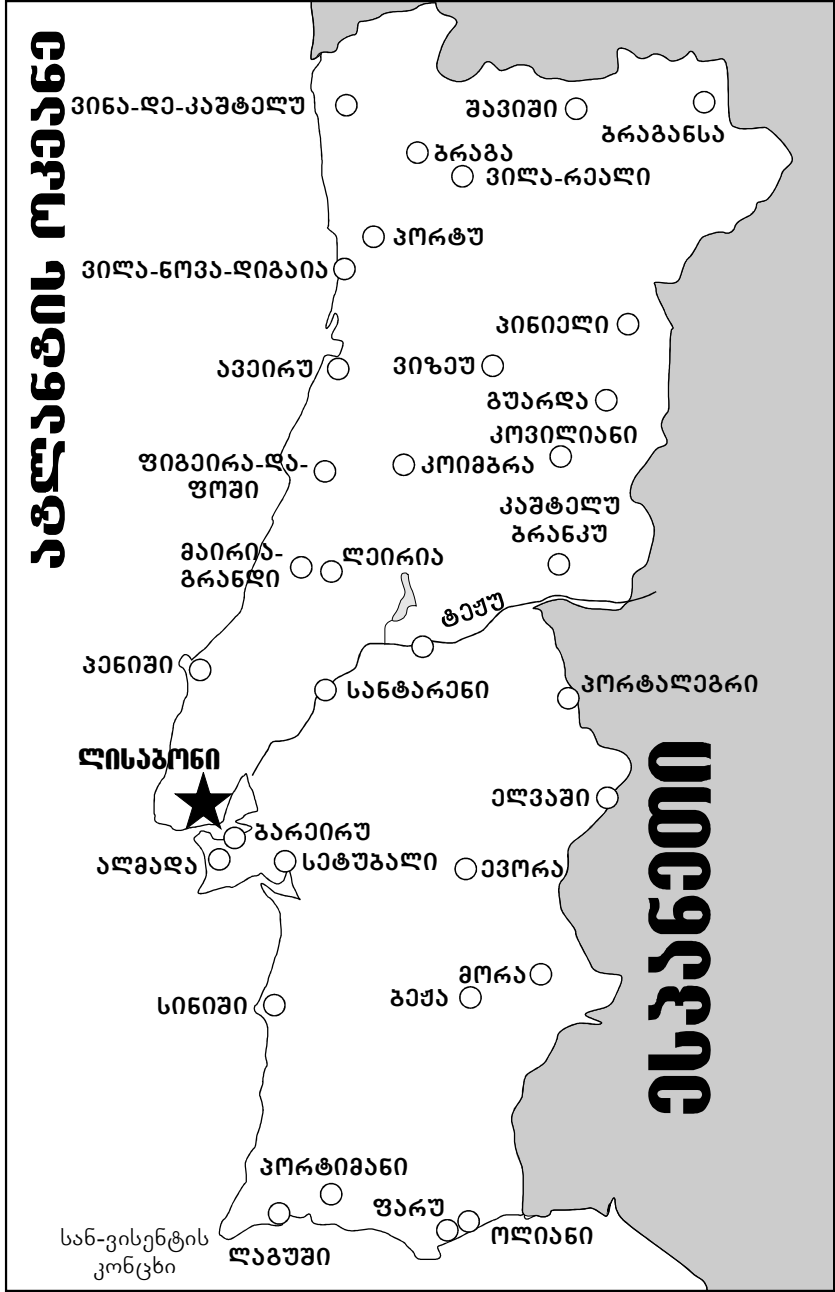 ატლანტის ოკეანე
ვინა-დე-კაშტელუ
შავიში
ბრაგანსა
ბრაგა
ვილა-რეალი
პორტუ
ვილა-ნოვა-დიგაია
პინიელი
ავეირუ
ვიზეუ
გუარდა
კოვილიანი
ფიგეირა-და-
ფოში
კოიმბრა
კაშტელუ
ბრანკუ
მაირია-
გრანდი
ლეირია
ტეჟუ
პენიში
სანტარენი
პორტალეგრი
ლისაბონი
ელვაში
ბარეირუ
ალმადა
სეტუბალი
ევორა
ესპანეთი
მორა
ბეჟა
სინიში
პორტიმანი
ფარუ
ოლიანი
სან-ვისენტის
კონცხი
ლაგუში